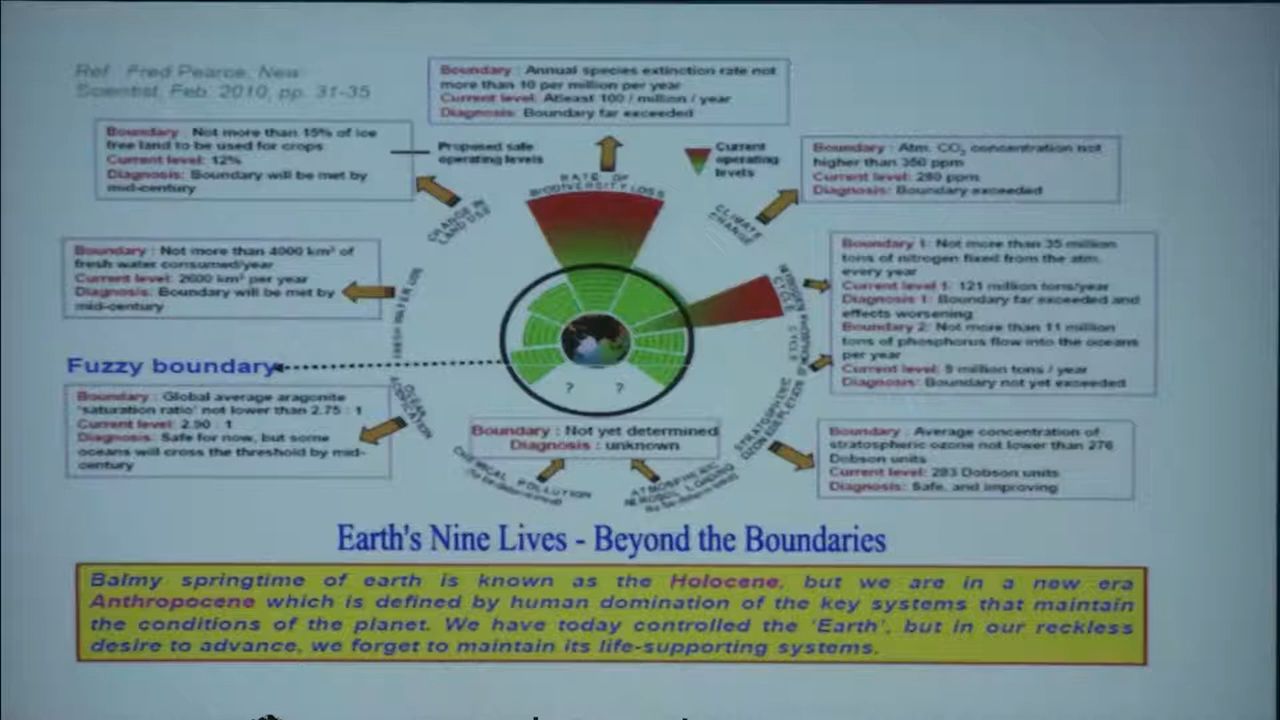 Ref : Fred Pearce, New
Scientist, Feb. 2010, pp. 31-35
Boundary : Annual species extinction rate not
more than 10 per million per year
Current level: Atleast 100 / million / year
Diagnosis: Boundary far exceeded
Boundary : Not more than 15% of ice
free land to be used for crops
Current level: 12%
Diagnosis: Boundary will be met by
mid-century
Proposed safe
operating levels
Current
operating
levels
Boundary : Atm. CO₂ concentration not
higher than 350 ppm
Current level: 280 ppm
Diagnosis: Boundary exceeded
RATE OF
BIODIVERSITY LOSS
CHANGE IN
LAND USE
CLIMATE
CHANGE
Boundary : Not more than 4000 km³ of
fresh water consumed/year
Current level: 2600 km³ per year
Diagnosis: Boundary will be met by
mid-century
FRESH WATER USE
NITROGEN PHOSPHORUS
CYCLE CYCLE
Boundary 1: Not more than 35 million
tons of nitrogen fixed from the atm.
every year
Current level 1: 121 million tons/year
Diagnosis 1: Boundary far exceeded and
effects worsening
Boundary 2: Not more than 11 million
tons of phosphorus flow into the oceans
per year
Current level: 9 million tons / year
Diagnosis: Boundary not yet exceeded
Fuzzy boundary
? ?
Boundary : Global average aragonite
'saturation ratio' not lower than 2.75 : 1
Current level: 2.90 : 1
Diagnosis: Safe for now, but some
oceans will cross the threshold by mid-
century
OCEAN
ACIDIFICATION
Boundary : Not yet determined
Diagnosis : unknown
STRATOSPHERIC
OZONE DEPLETION
Boundary : Average concentration of
stratospheric ozone not lower than 276
Dobson units
Current level: 283 Dobson units
Diagnosis: Safe, and improving
CHEMICAL POLLUTION
(to be determined)
ATMOSPHERIC
AEROSOL LOADING
(to be determined)
Earth's Nine Lives - Beyond the Boundaries
Balmy springtime of earth is known as the Holocene, but we are in a new era
Anthropocene which is defined by human domination of the key systems that maintain
the conditions of the planet. We have today controlled the 'Earth', but in our reckless
desire to advance, we forget to maintain its life-supporting systems.